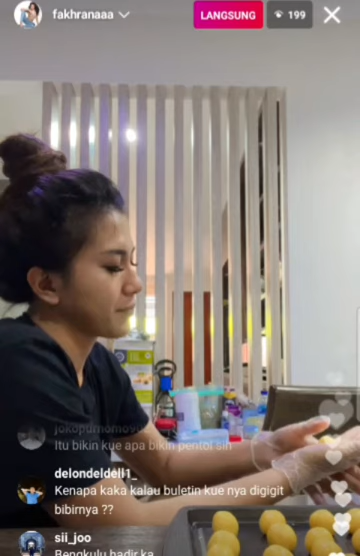 fakhranaaa
LANGSUNG
199
jokopurnomo902
Itu bikin kue apa bikin pentol sih
delondeldell1_
Kenapa kaka kalau buletin kue nya digigit
bibirnya ??
sii_joo
Bengkulu hadir ka